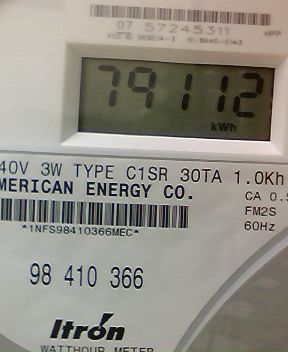 07 57245311
HPP
79112
kWh
40V 3W TYPE C1SR 30TA 1.0Kh
MERICAN ENERGY CO.
CA 0.5
FM2S
60Hz
*1NFS98410366MEC*
98 410 366
Itron
WATTHOUR METER